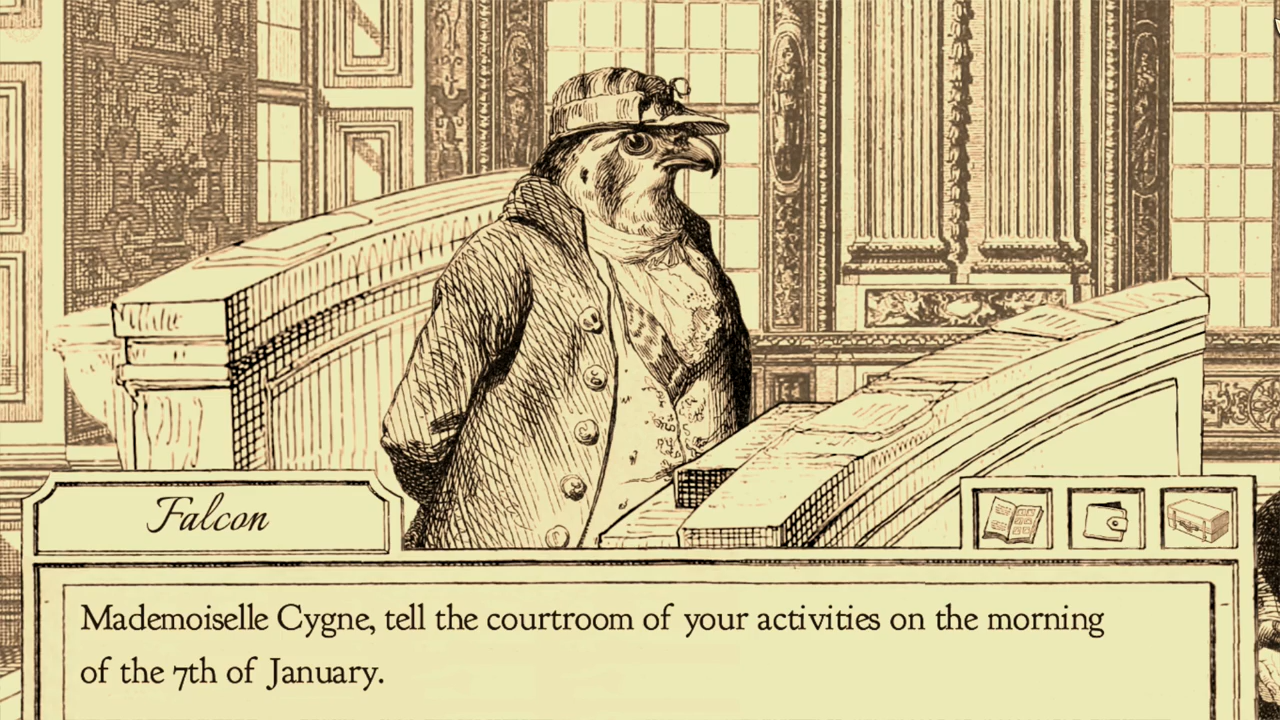 Falcon
Mademoiselle Cygne, tell the courtroom of your activities on the morning
of the 7th of January.